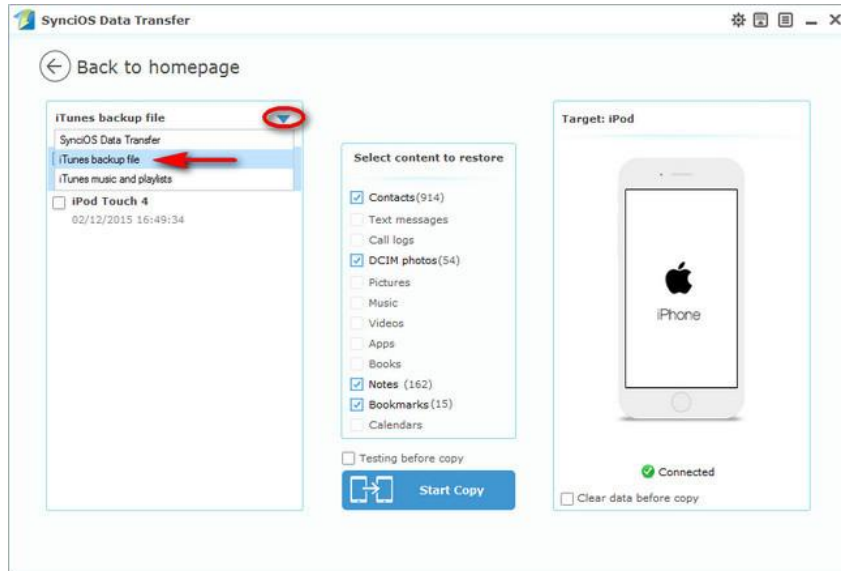 SynciOS Data Transfer
Back to homepage
iTunes backup file
SynciOS Data Transfer
iTunes backup file
iTunes music and playlists
iPod Touch 4
02/12/2015 16:49:34
Select content to restore
Contacts(914)
Text messages
Call logs
DCIM photos(54)
Pictures
Music
Videos
Apps
Books
Notes (162)
Bookmarks(15)
Calendars
Testing before copy
Start Copy
Target: iPod
iPhone
Connected
Clear data before copy